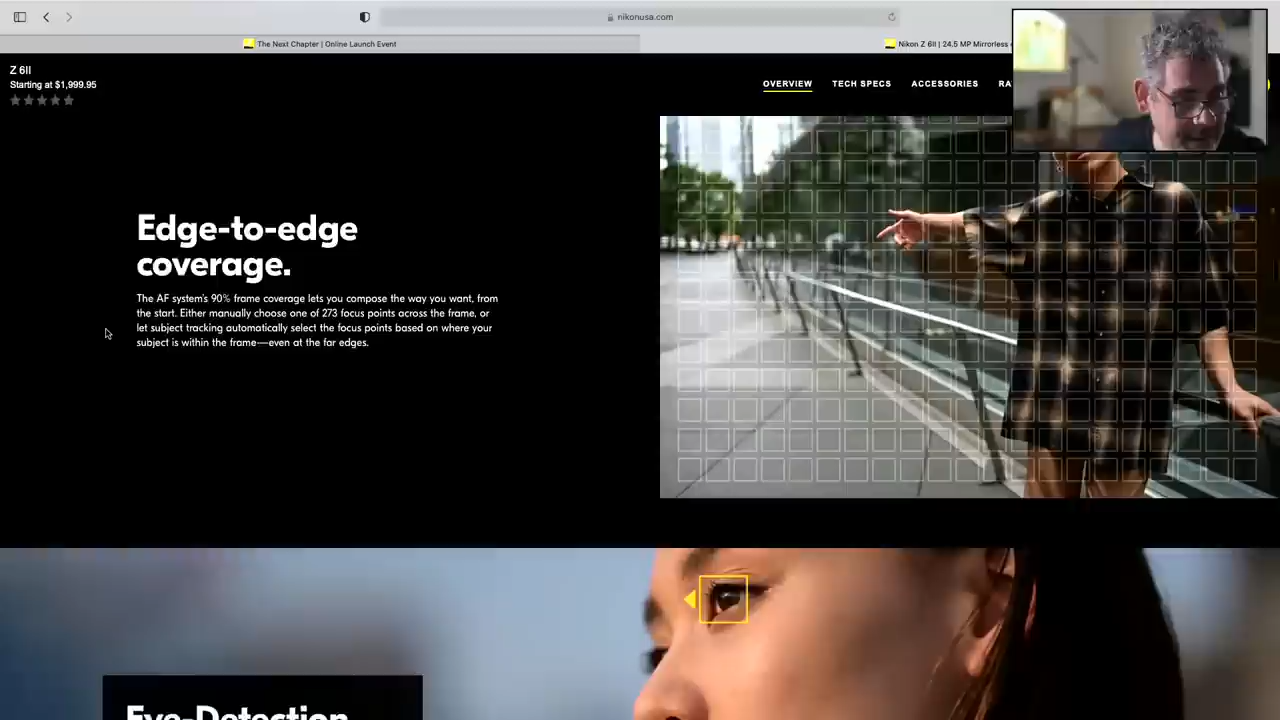 nikonusa.com
The Next Chapter | Online Launch Event
Nikon Z 6II | 24.5 MP Mirrorless
Z 6II
Starting at $1,999.95
OVERVIEW
TECH SPECS
ACCESSORIES
RA
Edge-to-edge
coverage.
The AF system's 90% frame coverage lets you compose the way you want, from
the start. Either manually choose one of 273 focus points across the frame, or
let subject tracking automatically select the focus points based on where your
subject is within the frame—even at the far edges.
Eye-Detection